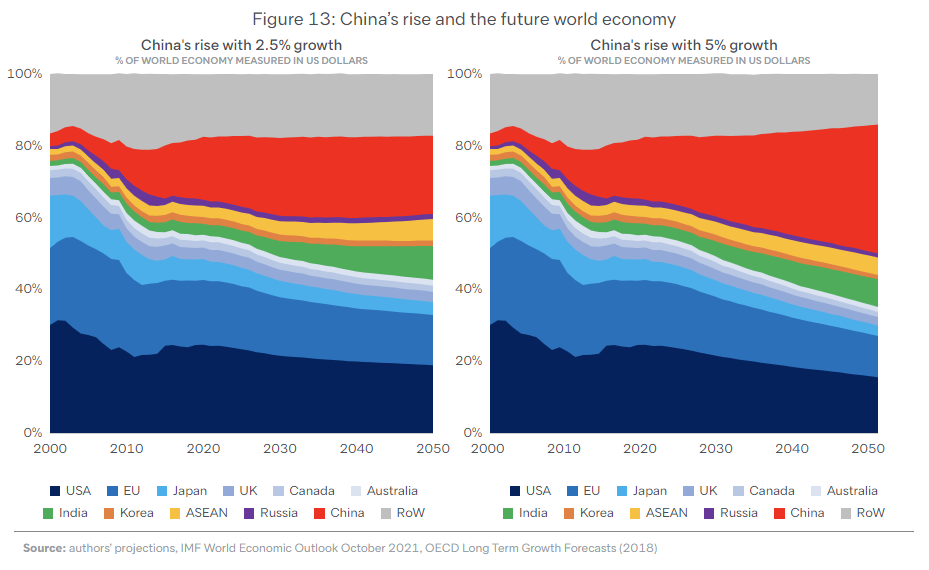 Figure 13: China's rise and the future world economy
China's rise with 2.5% growth
% OF WORLD ECONOMY MEASURED IN US DOLLARS
100%
80%
60%
40%
20%
0%
2000 2010 2020 2030 2040 2050
USA EU Japan UK Canada Australia
India Korea ASEAN Russia China RoW
China's rise with 5% growth
% OF WORLD ECONOMY MEASURED IN US DOLLARS
100%
80%
60%
40%
20%
0%
2000 2010 2020 2030 2040 2050
USA EU Japan UK Canada Australia
India Korea ASEAN Russia China RoW
Source: authors' projections, IMF World Economic Outlook October 2021, OECD Long Term Growth Forecasts (2018)